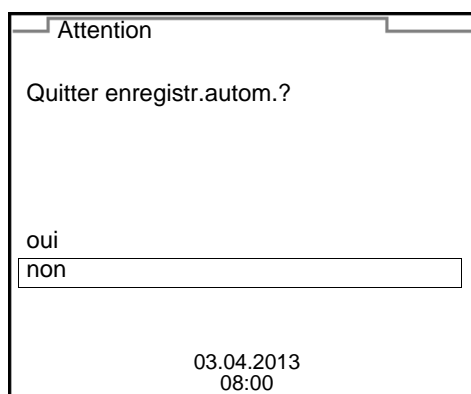 Attention
Quitter enregistr.autom.?
oui
non
03.04.2013
08:00